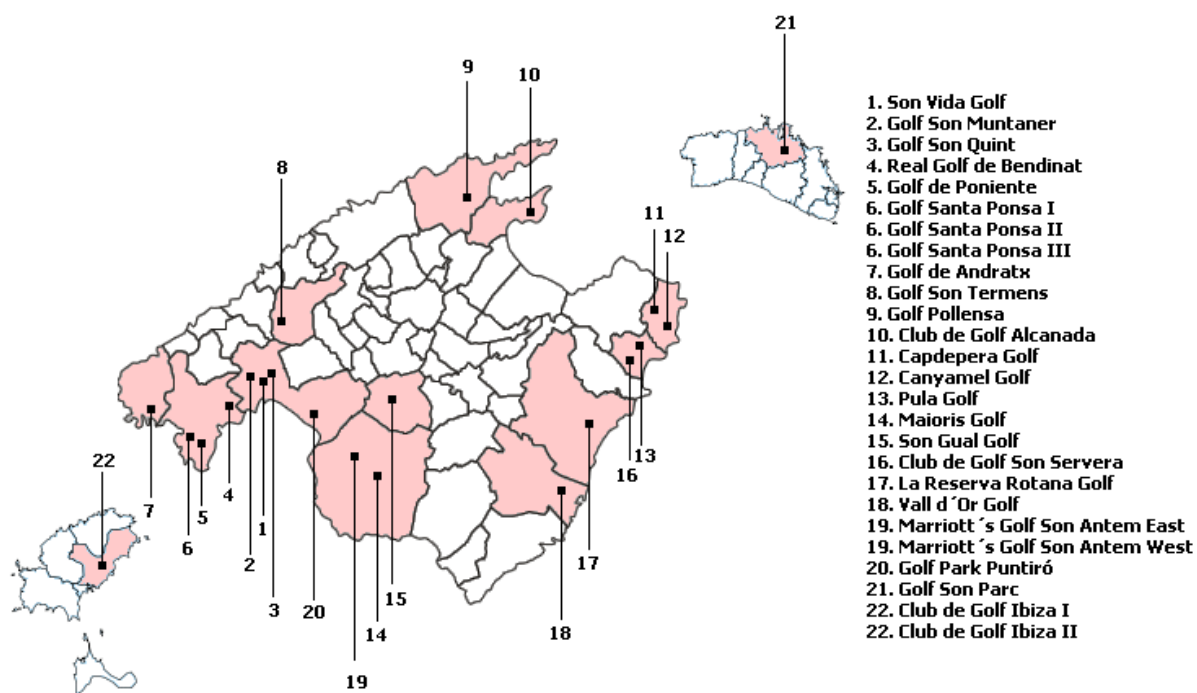 21
9
10
8
11
12
1. Son Vida Golf
2. Golf Son Muntaner
3. Golf Son Quint
4. Real Golf de Bendinat
5. Golf de Poniente
6. Golf Santa Ponsa I
6. Golf Santa Ponsa II
6. Golf Santa Ponsa III
7. Golf de Andratx
8. Golf Son Termens
9. Golf Pollensa
10. Club de Golf Alcanada
11. Capdepera Golf
12. Canyamel Golf
13. Pula Golf
14. Maioris Golf
15. Son Gual Golf
16. Club de Golf Son Servera
17. La Reserva Rotana Golf
18. Vall d´Or Golf
19. Marriott´s Golf Son Antem East
19. Marriott´s Golf Son Antem West
20. Golf Park Puntiró
21. Golf Son Parc
22. Club de Golf Ibiza I
22. Club de Golf Ibiza II
22
7
6
5
4
1
2
3
20
19
14
15
18
17
16
13